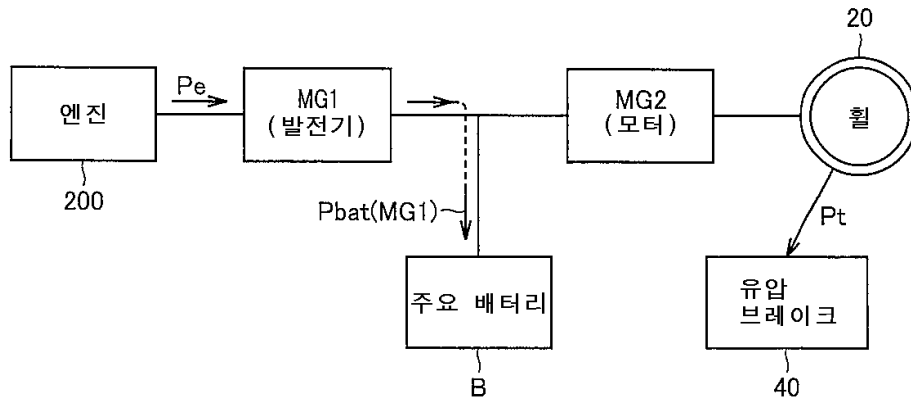 20
엔진
Pe
MG1
(발전기)
MG2
(모터)
휠
200
Pbat(MG1)
Pt
주요 배터리
유압
브레이크
B
40